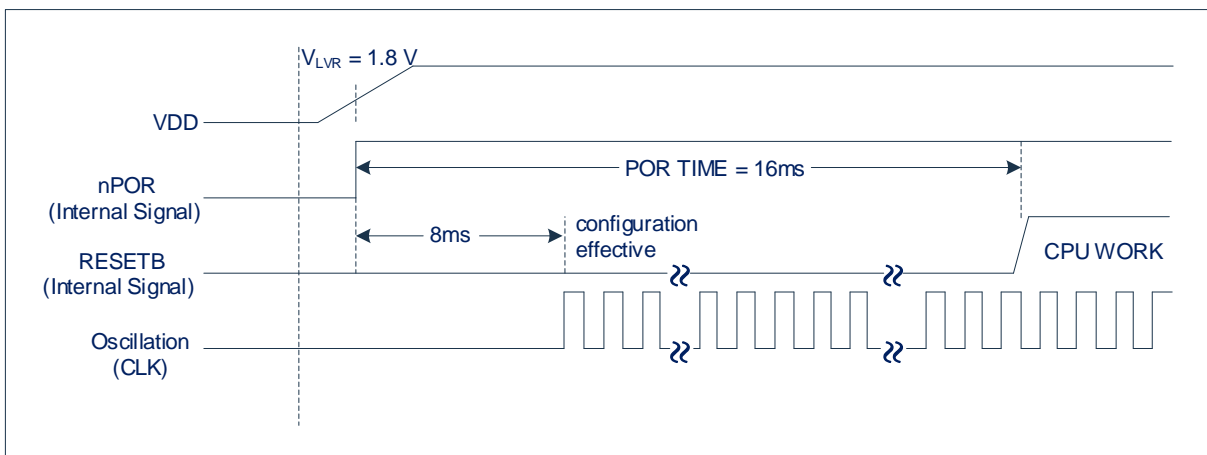 VLVR = 1.8 V
VDD
POR TIME = 16ms
nPOR
(Internal Signal)
8ms
configuration
effective
RESETB
(Internal Signal)
CPU WORK
Oscillation
(CLK)